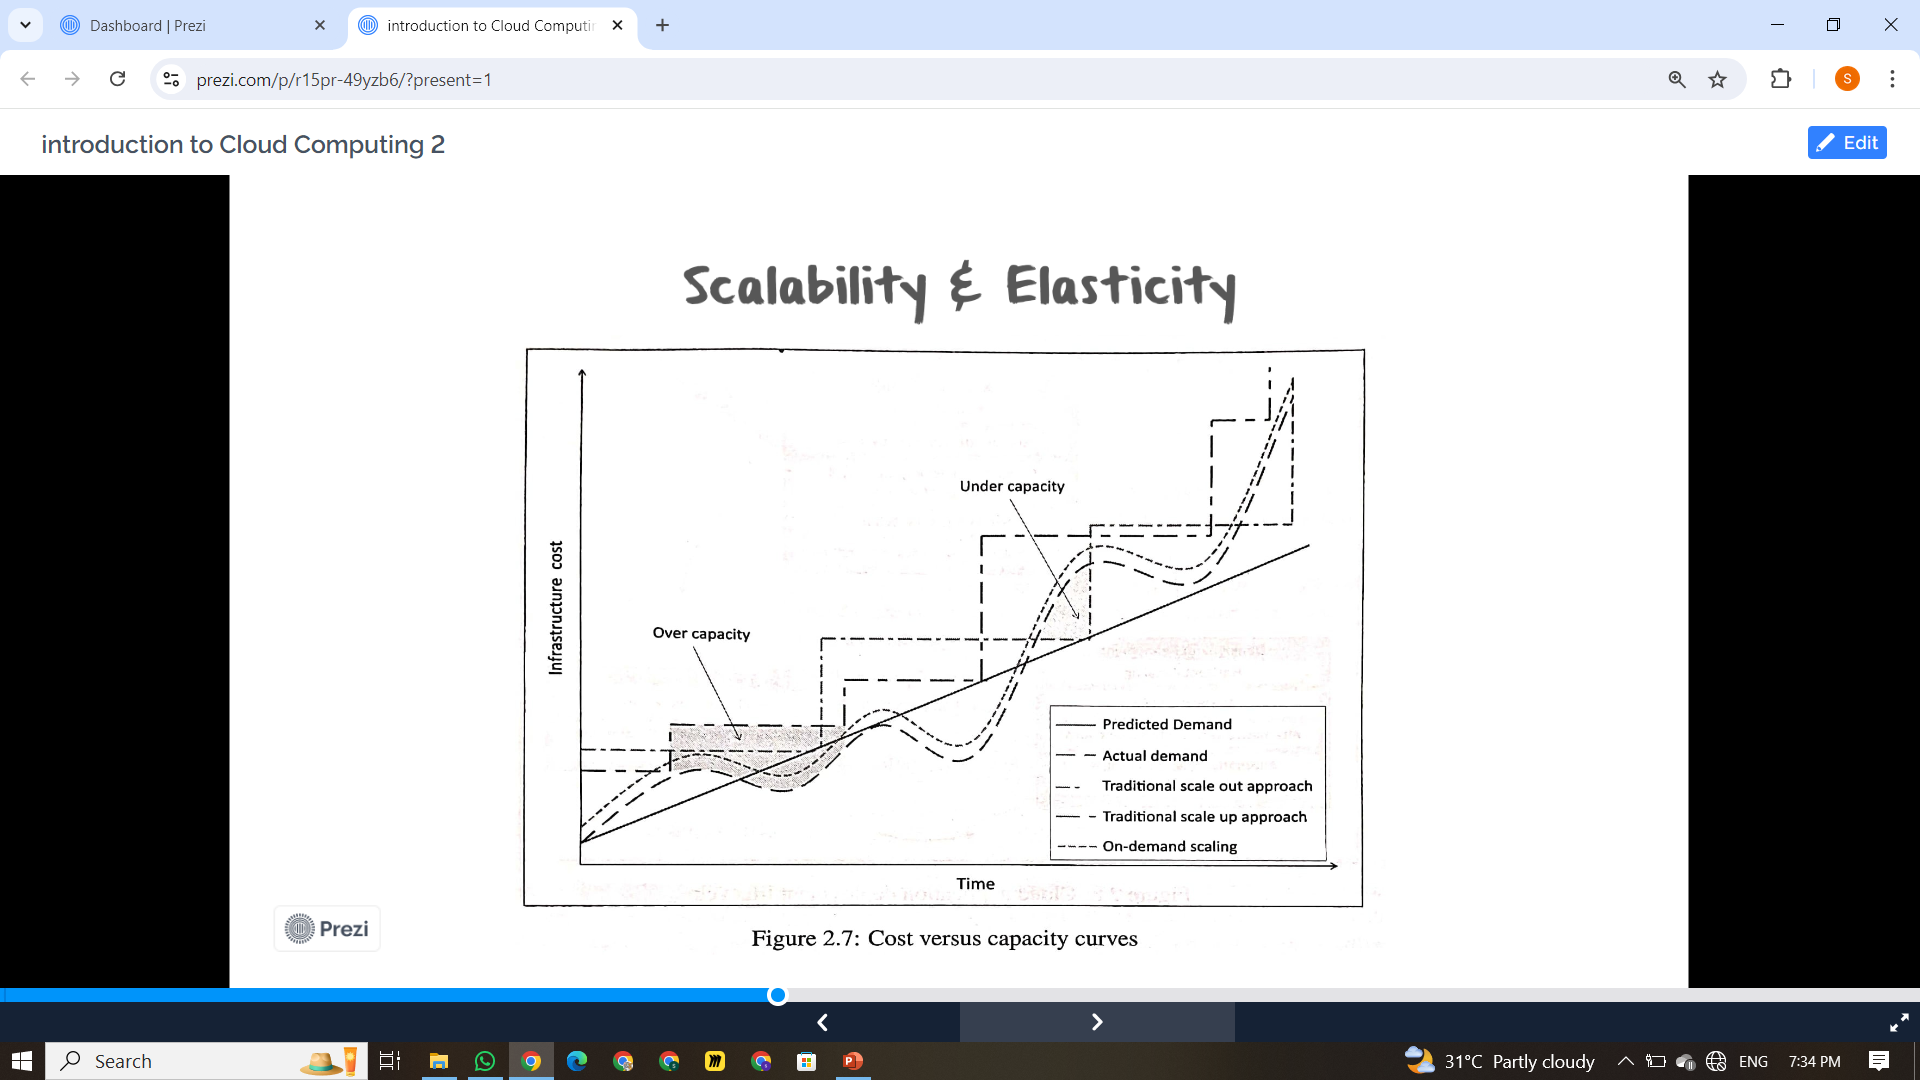 Dashboard | Prezi
introduction to Cloud Computin
prezi.com/p/r15pr-49yzb6/?present=1
S
introduction to Cloud Computing 2
Edit
Scalability & Elasticity
Infrastructure cost
Under capacity
Over capacity
Predicted Demand
Actual demand
Traditional scale out approach
Traditional scale up approach
On-demand scaling
Time
Figure 2.7: Cost versus capacity curves
Prezi
Search
31°C Partly cloudy
ENG
7:34 PM